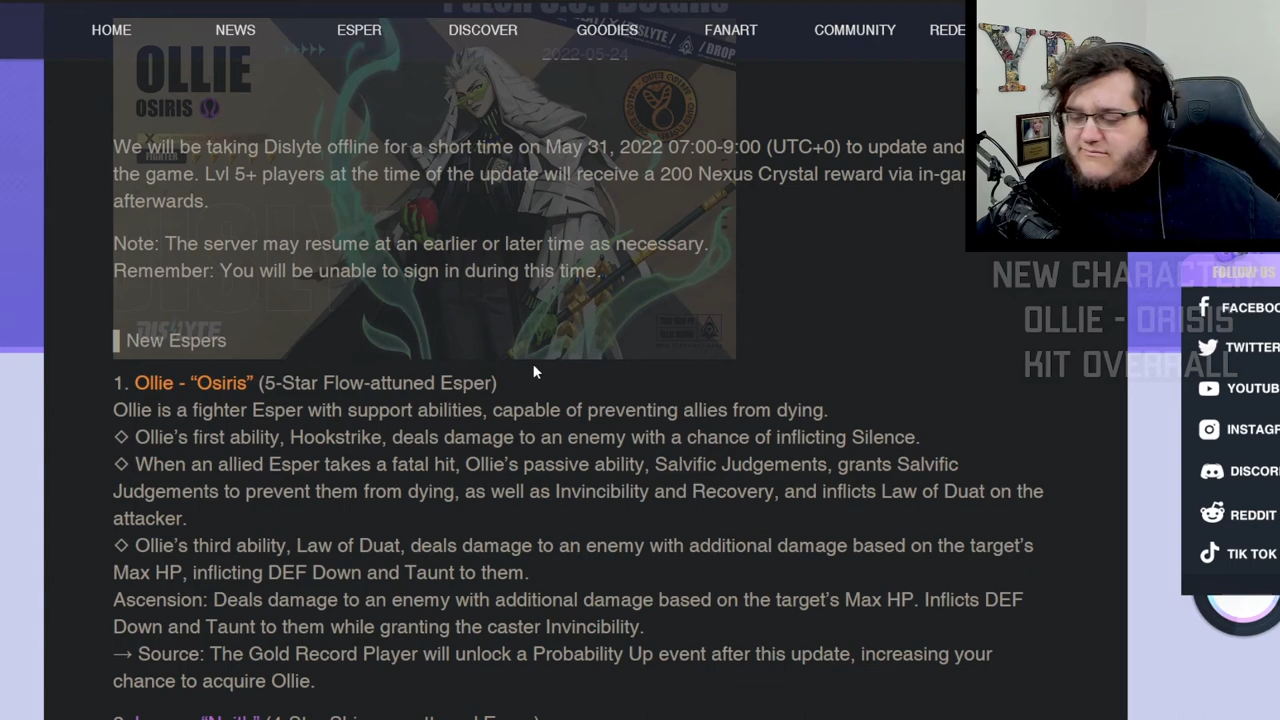 HOME
NEWS
ESPER
DISCOVER
GOODIES
FANART
COMMUNITY
REDE
2022-05-24
OLLIE
OSIRIS
FIGHTER
We will be taking Dislyte offline for a short time on May 31, 2022 07:00-9:00 (UTC+0) to update and
the game. Lvl 5+ players at the time of the update will receive a 200 Nexus Crystal reward via in-gam
afterwards.
Note: The server may resume at an earlier or later time as necessary.
Remember: You will be unable to sign in during this time.
DISLYTE
New Espers
1. Ollie - “Osiris” (5-Star Flow-attuned Esper)
Ollie is a fighter Esper with support abilities, capable of preventing allies from dying.
◇ Ollie’s first ability, Hookstrike, deals damage to an enemy with a chance of inflicting Silence.
◇ When an allied Esper takes a fatal hit, Ollie’s passive ability, Salvific Judgements, grants Salvific
Judgements to prevent them from dying, as well as Invincibility and Recovery, and inflicts Law of Duat on the
attacker.
◇ Ollie’s third ability, Law of Duat, deals damage to an enemy with additional damage based on the target’s
Max HP, inflicting DEF Down and Taunt to them.
Ascension: Deals damage to an enemy with additional damage based on the target’s Max HP. Inflicts DEF
Down and Taunt to them while granting the caster Invincibility.
→ Source: The Gold Record Player will unlock a Probability Up event after this update, increasing your
chance to acquire Ollie.
NEW CHARACTER:
OLLIE - ORISIS
KIT OVERHALL
FOLLOW US
FACEBO
TWITTER
YOUTUB
INSTAGR
DISCOR
REDDIT
TIK TOK